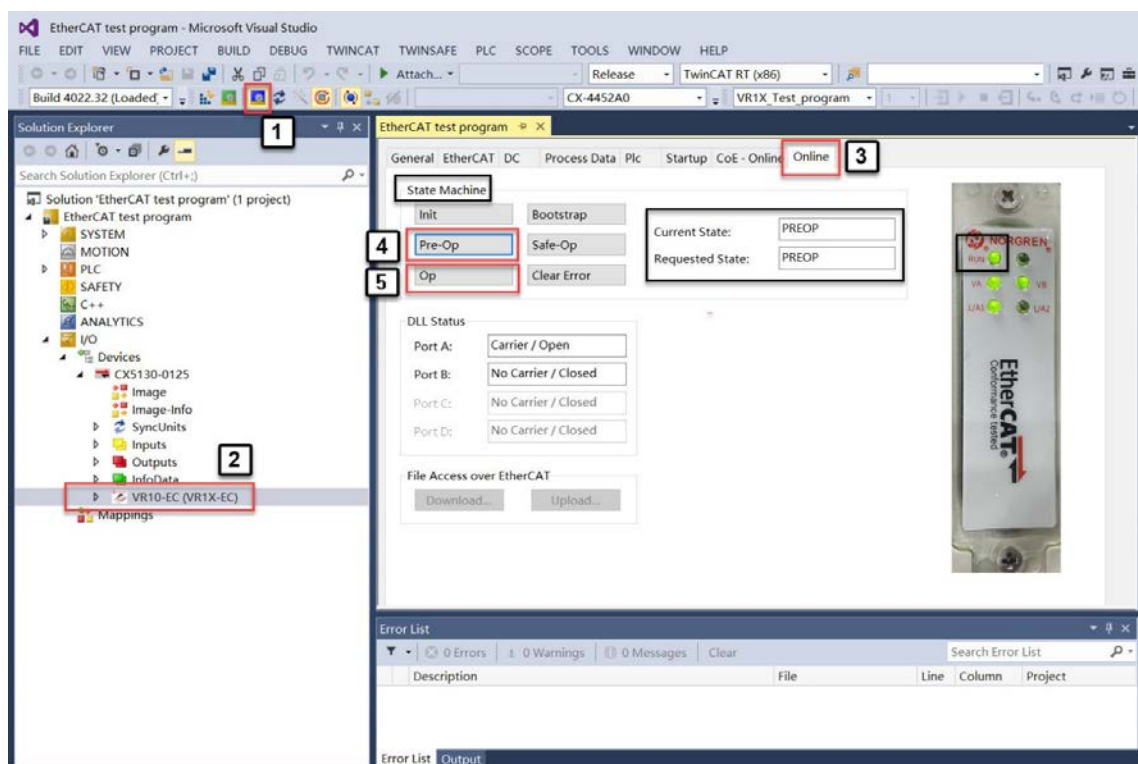 EtherCAT test program - Microsoft Visual Studio
FILE EDIT VIEW PROJECT BUILD DEBUG TWINCAT TWINSAFE PLC SCOPE TOOLS WINDOW HELP
Attach... Release TwinCAT RT (x86)
Build 4022.32 (Loaded CX-4452A0 VR1X_Test_program 1
1
Solution Explorer
Search Solution Explorer (Ctrl+;)
Solution 'EtherCAT test program' (1 project)
EtherCAT test program
SYSTEM
MOTION
PLC
SAFETY
C++
ANALYTICS
I/O
Devices
CX5130-0125
Image
Image-Info
SyncUnits
Inputs
Outputs
2
InfoData
VR10-EC (VR1X-EC)
Mappings
EtherCAT test program
General EtherCAT DC Process Data Plc Startup CoE - Online Online
3
State Machine
Init Bootstrap
4
Pre-Op Safe-Op
5
Op Clear Error
Current State: PREOP
Requested State: PREOP
DLL Status
Port A: Carrier / Open
Port B: No Carrier / Closed
Port C: No Carrier / Closed
Port D: No Carrier / Closed
File Access over EtherCAT
Download... Upload...
NORGREN
RUN
VA VB
L/A1 L/A2
EtherCAT®
Conformance tested
Error List
0 Errors 0 Warnings 0 Messages Clear Search Error List
Description File Line Column Project
Error List Output